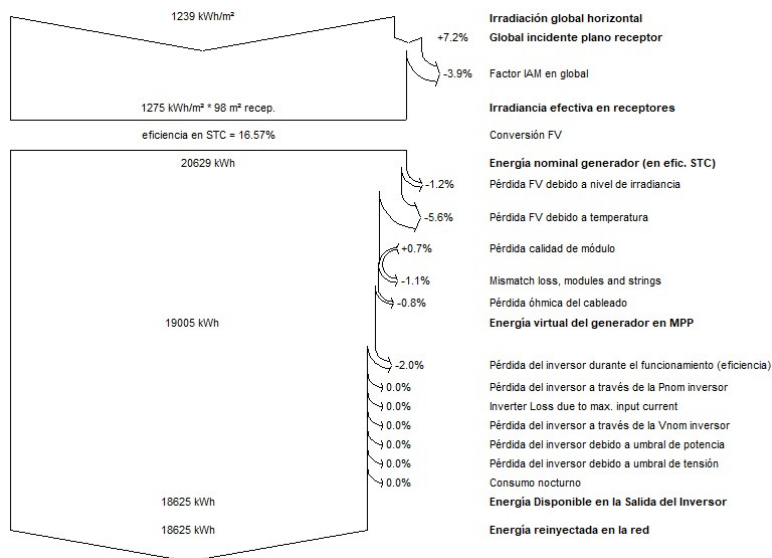 1239 kWh/m² Irradiación global horizontal
+7.2% Global incidente plano receptor
-3.9% Factor IAM en global
1275 kWh/m² * 98 m² recep. Irradiancia efectiva en receptores
eficiencia en STC = 16.57% Conversión FV
20629 kWh Energía nominal generador (en efic. STC)
-1.2% Pérdida FV debido a nivel de irradiancia
-5.6% Pérdida FV debido a temperatura
+0.7% Pérdida calidad de módulo
-1.1% Mismatch loss, modules and strings
-0.8% Pérdida óhmica del cableado
19005 kWh Energía virtual del generador en MPP
-2.0% Pérdida del inversor durante el funcionamiento (eficiencia)
0.0% Pérdida del inversor a través de la Pnom inversor
0.0% Inverter Loss due to max. input current
0.0% Pérdida del inversor a través de la Vnom inversor
0.0% Pérdida del inversor debido a umbral de potencia
0.0% Pérdida del inversor debido a umbral de tensión
0.0% Consumo nocturno
18625 kWh Energía Disponible en la Salida del Inversor
18625 kWh Energía reinyectada en la red